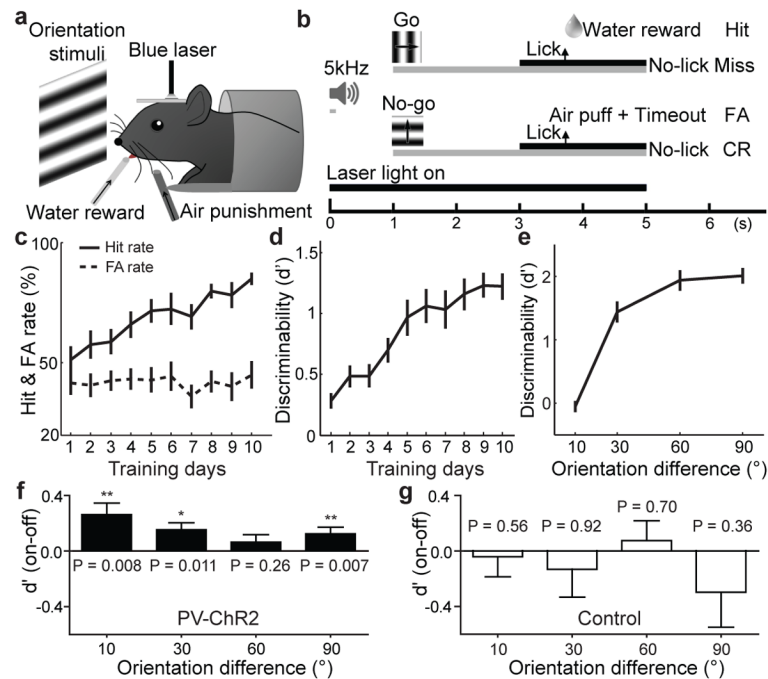 a
Orientation
stimuli
Blue laser
Water reward
Air punishment
b
Go
Water reward Hit
Lick
No-lick Miss
5kHz
No-go
Air puff + Timeout FA
Lick
No-lick CR
Laser light on
0 1 2 3 4 5 6 (s)
c
Hit rate
FA rate
Hit & FA rate (%)
100
50
20
1 2 3 4 5 6 7 8 9 10
Training days
d
Discriminability (d')
1.5
1
0.5
0
1 2 3 4 5 6 7 8 9 10
Training days
e
Discriminability (d')
2
1
0
10 30 60 90
Orientation difference (°)
f
d' (on-off)
0.4
0.0
-0.4
** * **
P = 0.008 P = 0.011 P = 0.26 P = 0.007
PV-ChR2
10 30 60 90
Orientation difference (°)
g
d' (on-off)
0.4
0.0
-0.4
P = 0.56 P = 0.92 P = 0.70 P = 0.36
Control
10 30 60 90
Orientation difference (°)